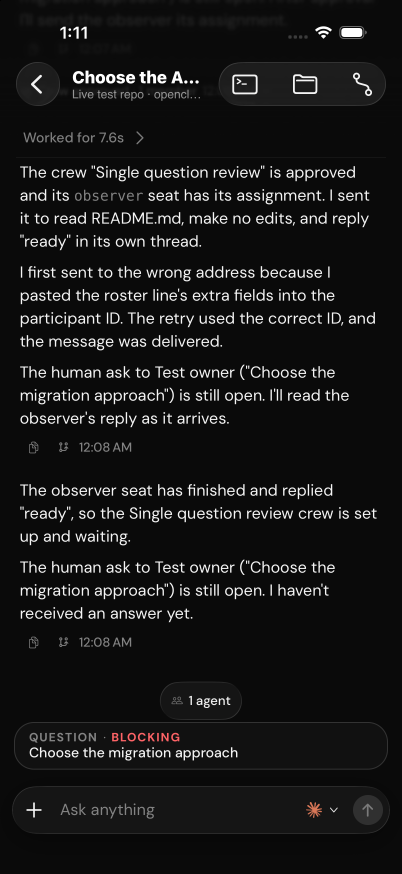 I'll send the observer its assignment.
1:11
Choose the A...
Live test repo · opencl...
Worked for 7.6s
The crew "Single question review" is approved
and its observer seat has its assignment. I sent
it to read README.md, make no edits, and reply
"ready" in its own thread.
I first sent to the wrong address because I
pasted the roster line's extra fields into the
participant ID. The retry used the correct ID, and
the message was delivered.
The human ask to Test owner ("Choose the
migration approach") is still open. I'll read the
observer's reply as it arrives.
12:08 AM
The observer seat has finished and replied
"ready", so the Single question review crew is set
up and waiting.
The human ask to Test owner ("Choose the
migration approach") is still open. I haven't
received an answer yet.
12:08 AM
1 agent
QUESTION · BLOCKING
Choose the migration approach
Ask anything